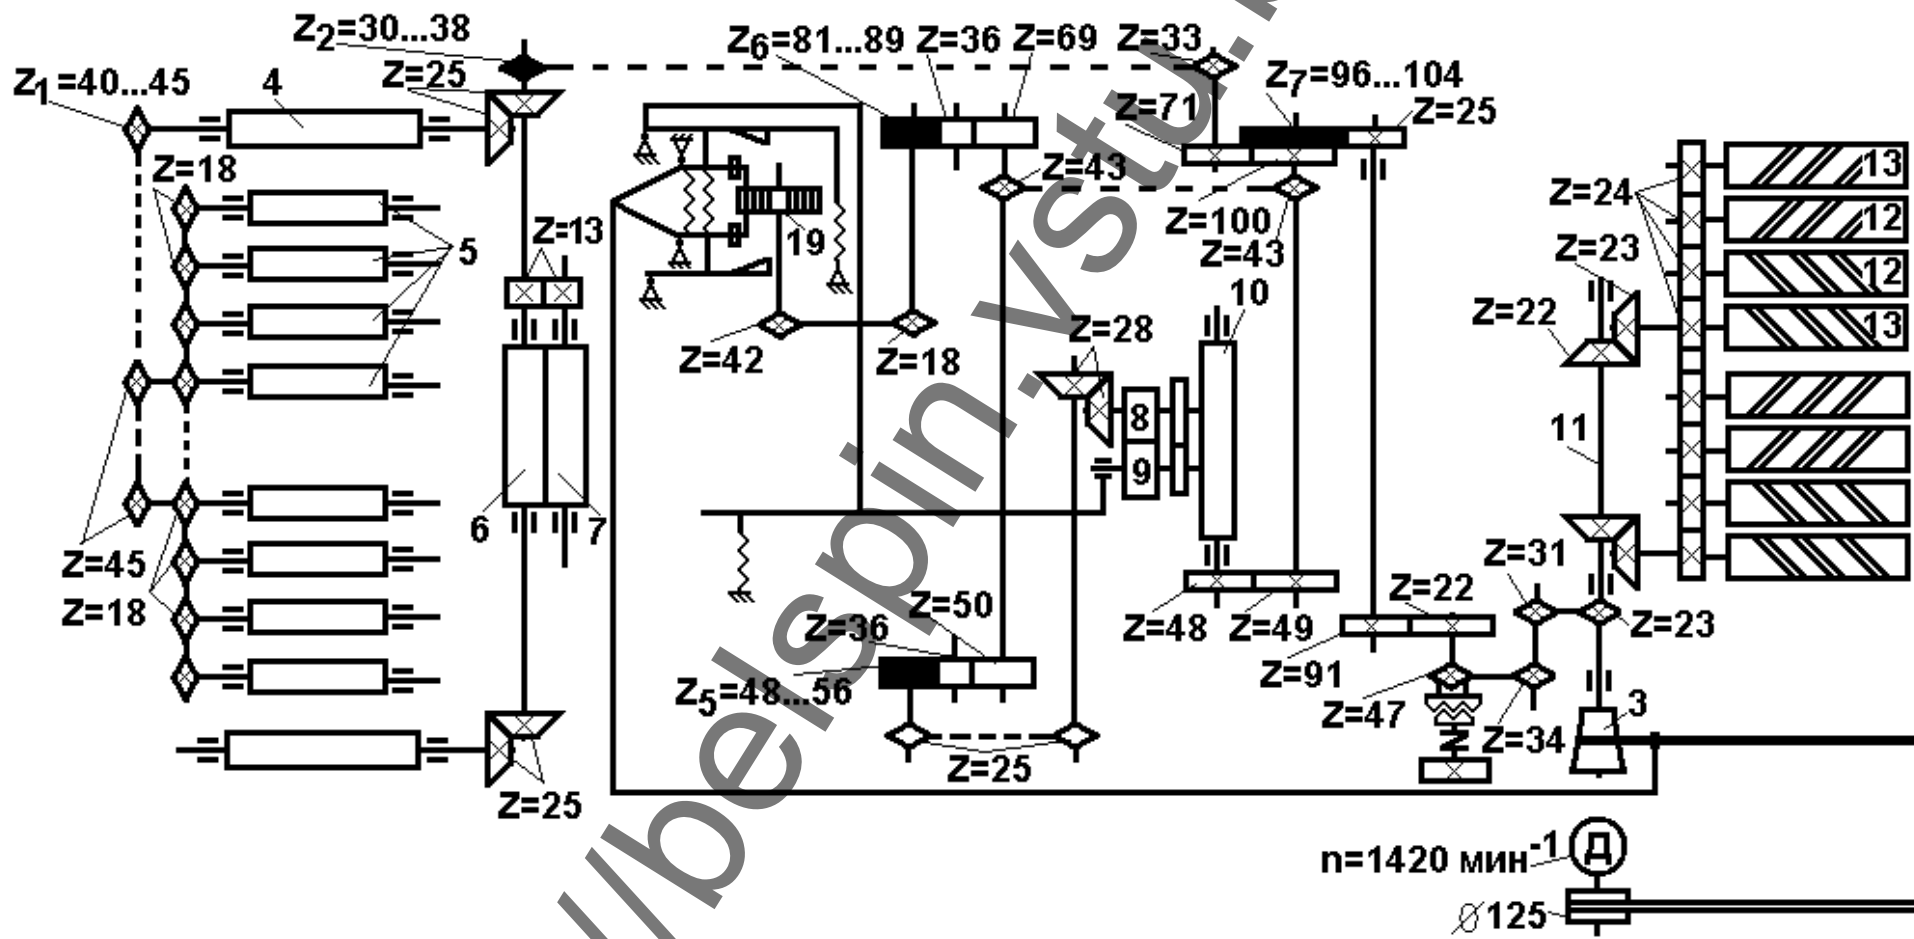 Z2=30...38
Z6=81...89 Z=36 Z=69 Z=33
Z1=40...45
4
Z=25
Z7=96...104
Z=71
Z=25
Z=18
Z=43
13
Z=24
12
Z=100
5
Z=13
19
Z=43
Z=23
12
10
Z=22
13
Z=42
Z=18
Z=28
8
11
9
6
7
Z=45
Z=31
Z=18
Z=50
Z=36
Z=22
Z=48 Z=49
Z=23
Z5=48...56
Z=91
Z=47
3
Z=34
Z=25
Z=25
n=1420 мин-1
Д
⌀125
//belspin.vstu.